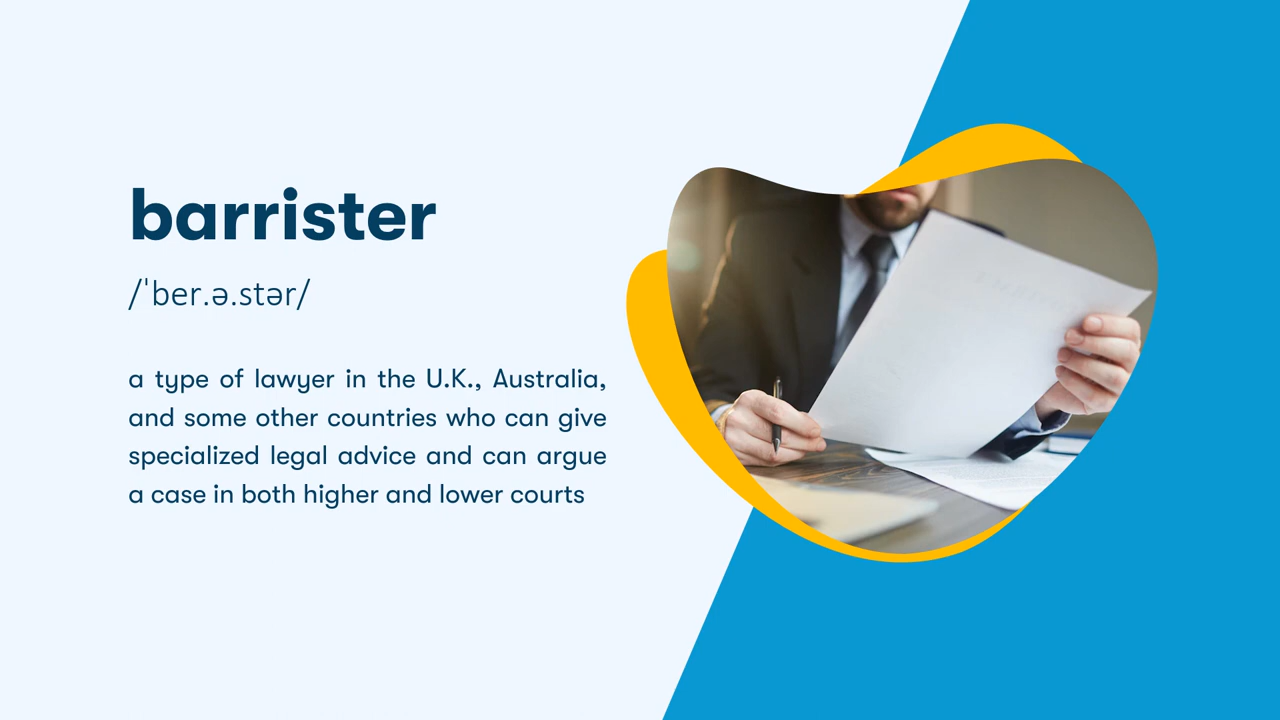 barrister
/ˈber.ə.stər/
a type of lawyer in the U.K., Australia,
and some other countries who can give
specialized legal advice and can argue
a case in both higher and lower courts